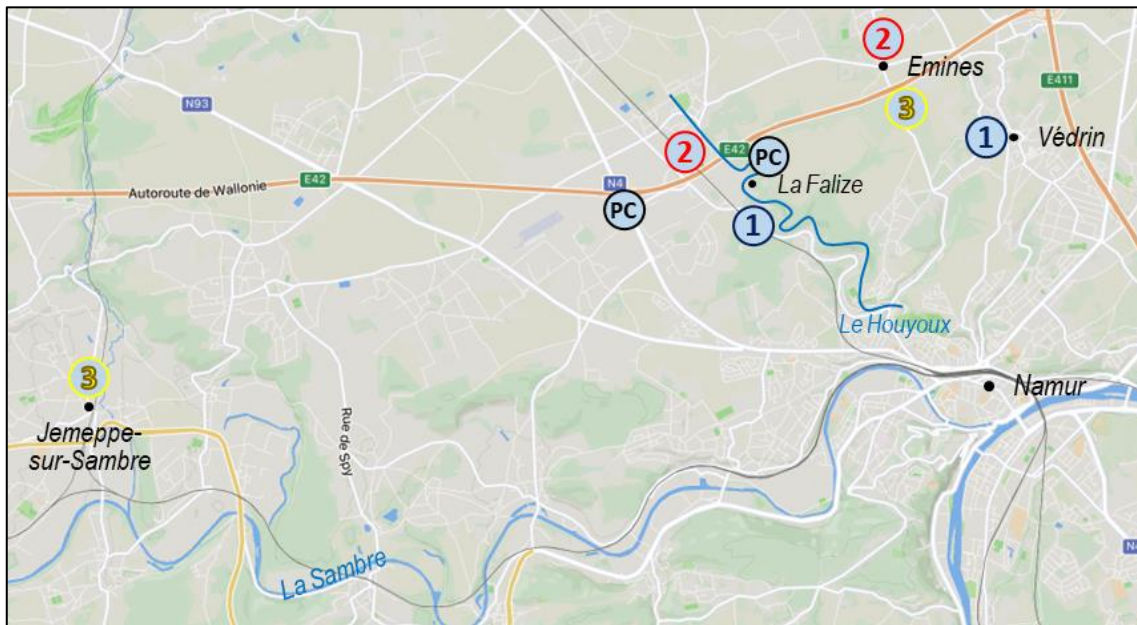 2
Emines
E411
N93
3
1
Védrin
2
E42
PC
Autoroute de Wallonie
E42
N4
La Falize
PC
1
Le Houyoux
3
Namur
Jemeppe-
sur-Sambre
Rue de Spy
N4
La Sambre